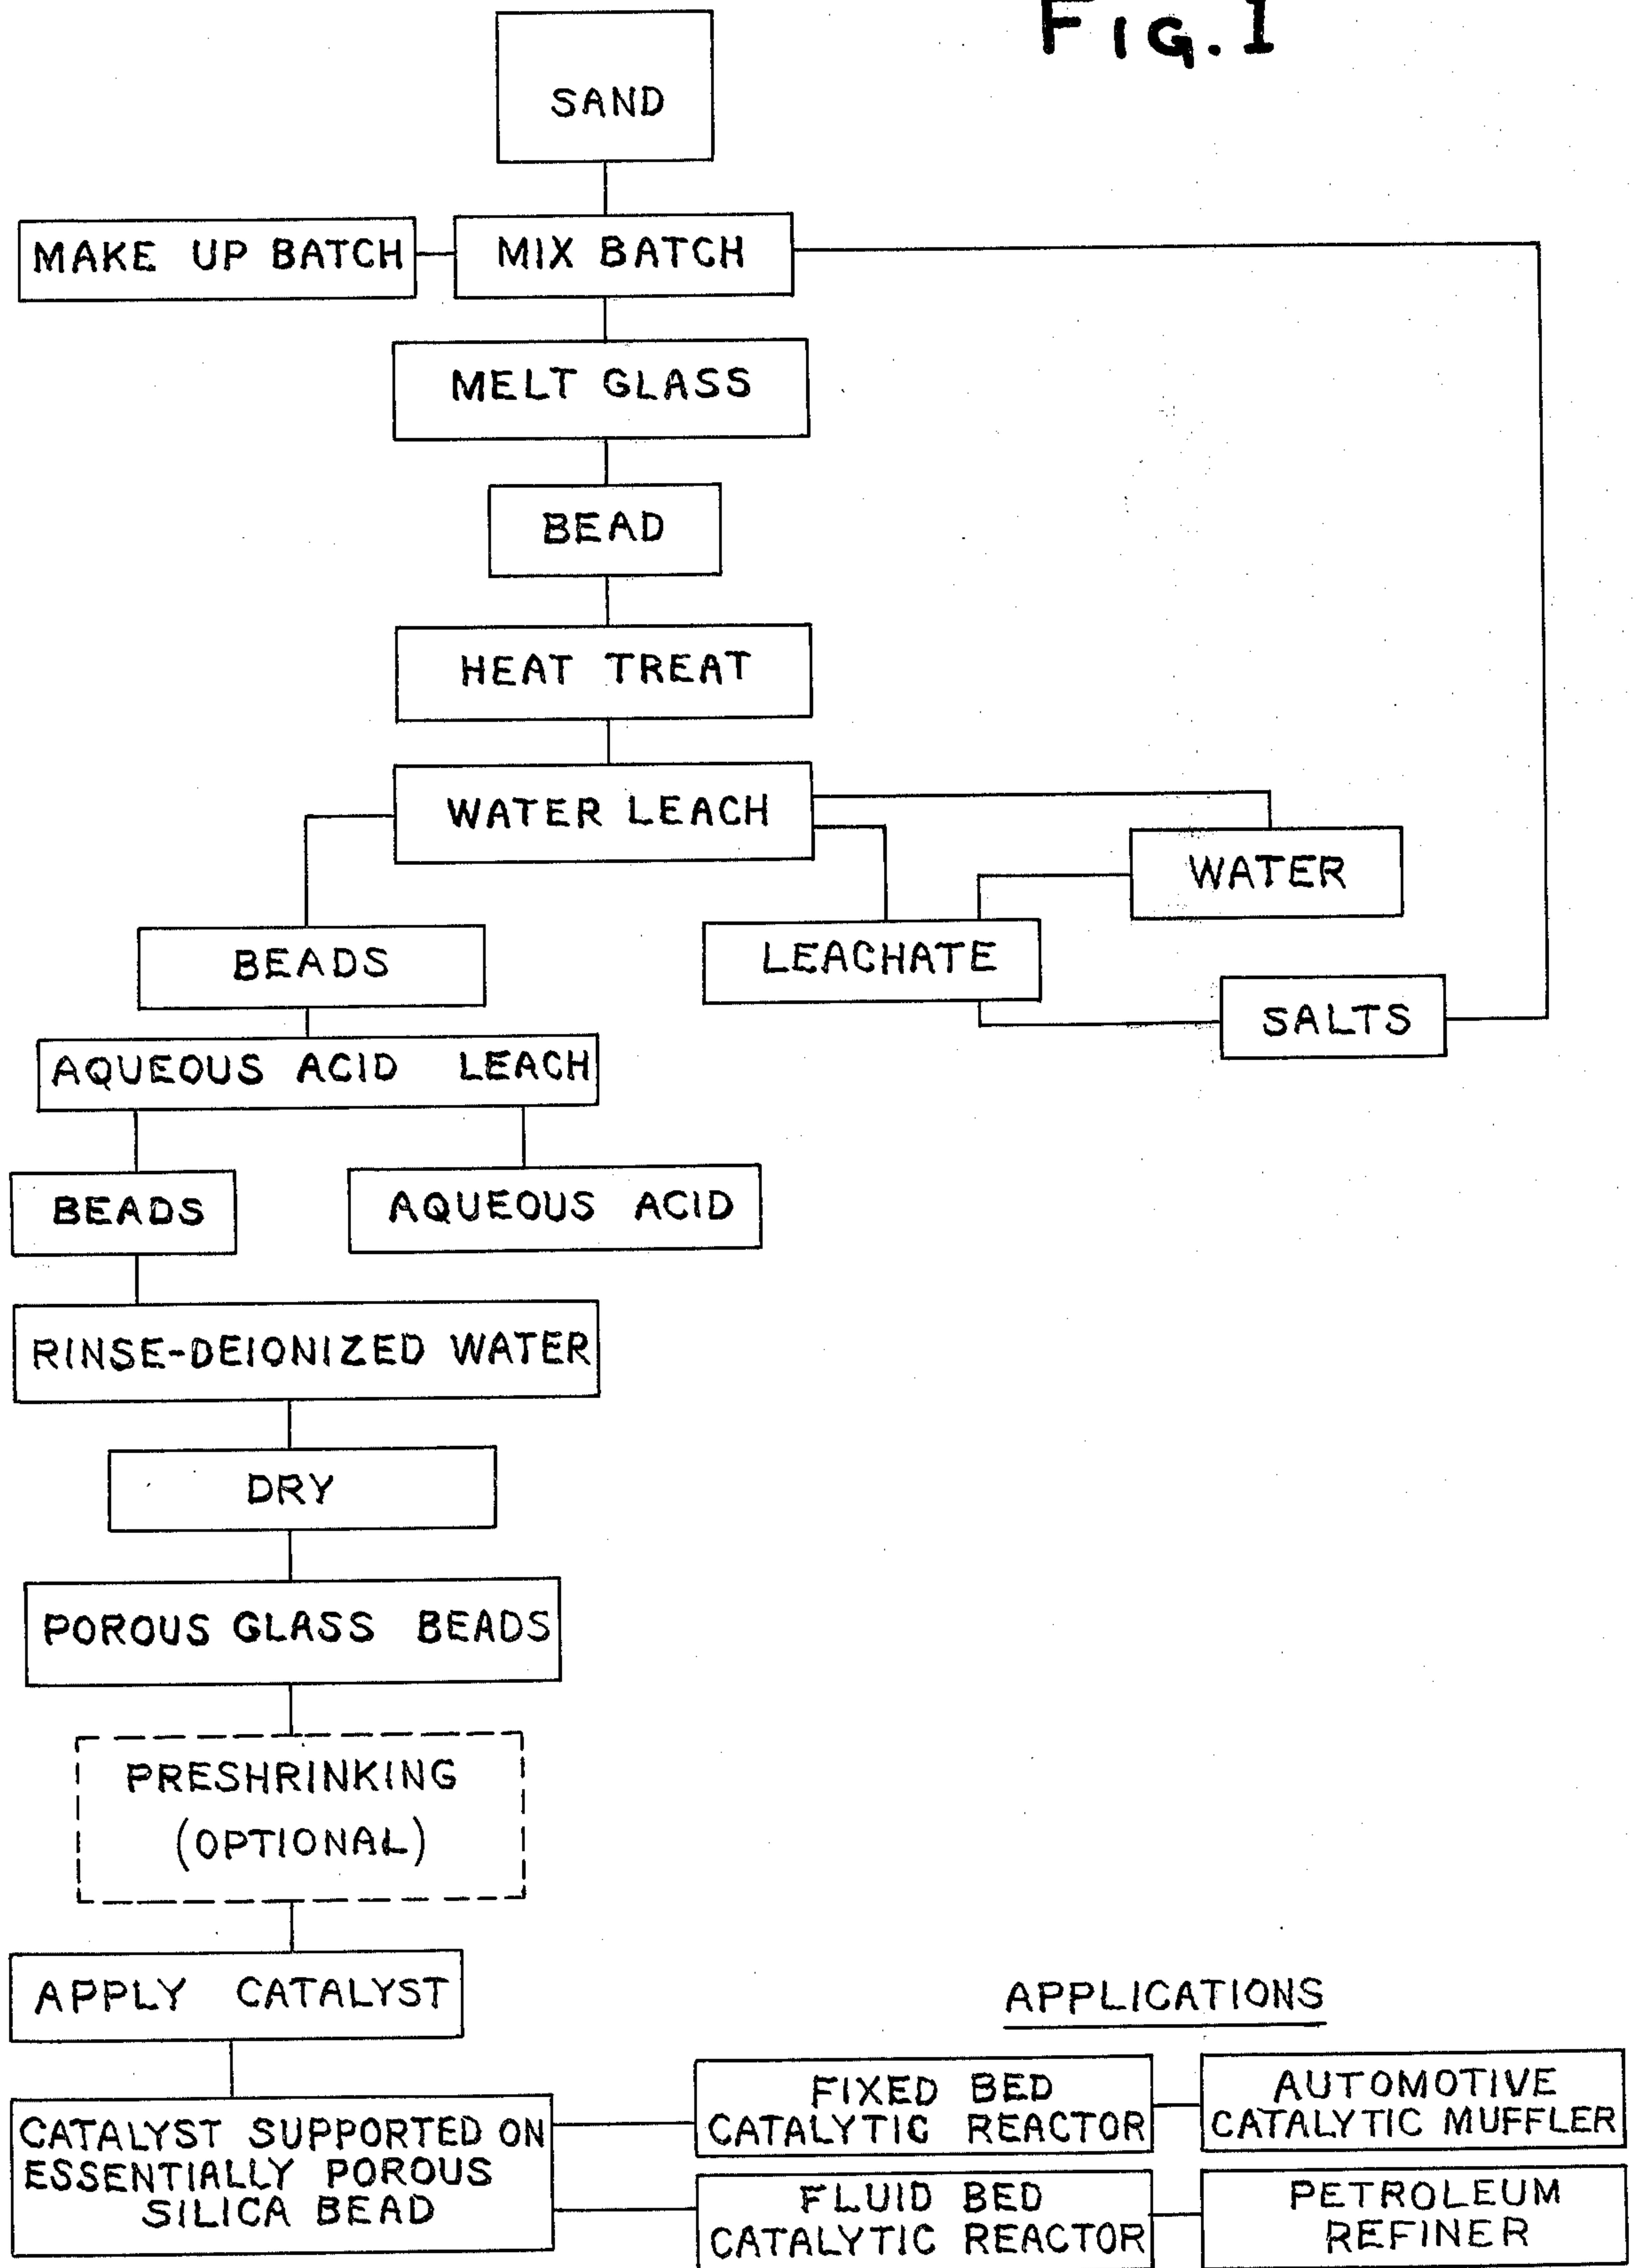 FIG. 1
SAND
MAKE UP BATCH
MIX BATCH
MELT GLASS
BEAD
HEAT TREAT
WATER LEACH
WATER
BEADS
LEACHATE
SALTS
AQUEOUS ACID LEACH
BEADS
AQUEOUS ACID
RINSE-DEIONIZED WATER
DRY
POROUS GLASS BEADS
PRESHRINKING
(OPTIONAL)
APPLY CATALYST
CATALYST SUPPORTED ON
ESSENTIALLY POROUS
SILICA BEAD
APPLICATIONS
FIXED BED
CATALYTIC REACTOR
AUTOMOTIVE
CATALYTIC MUFFLER
FLUID BED
CATALYTIC REACTOR
PETROLEUM
REFINER